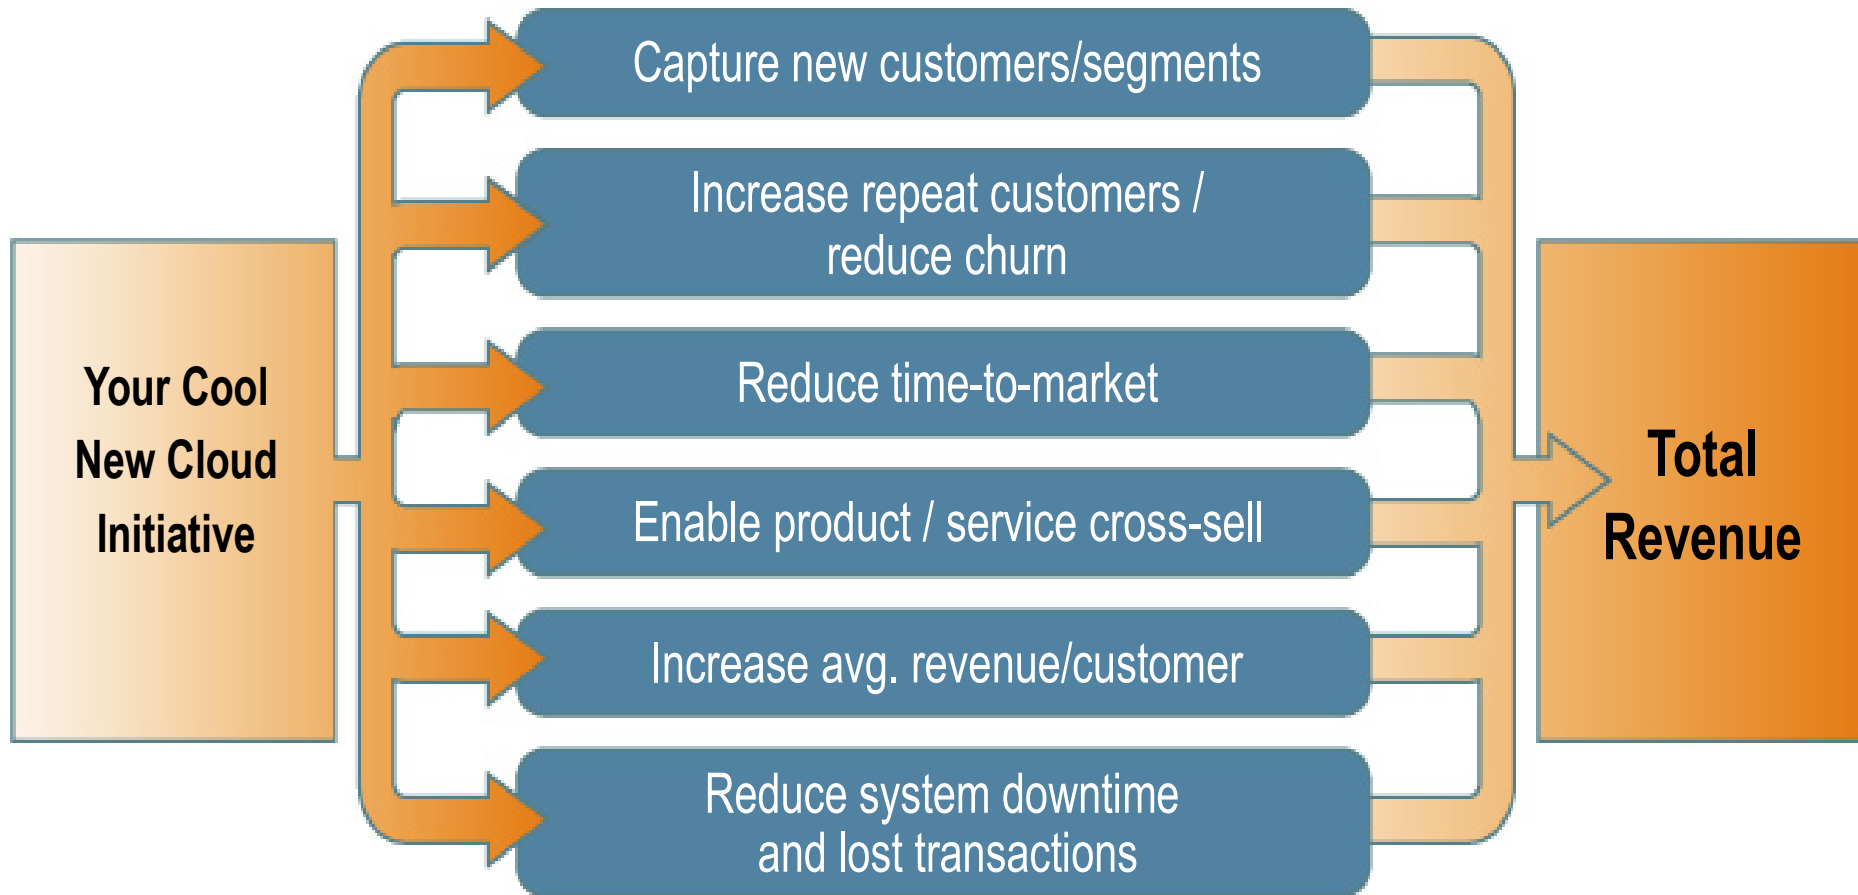 Your Cool
New Cloud
Initiative
Capture new customers/segments
Increase repeat customers /
reduce churn
Reduce time-to-market
Enable product / service cross-sell
Increase avg. revenue/customer
Reduce system downtime
and lost transactions
Total
Revenue